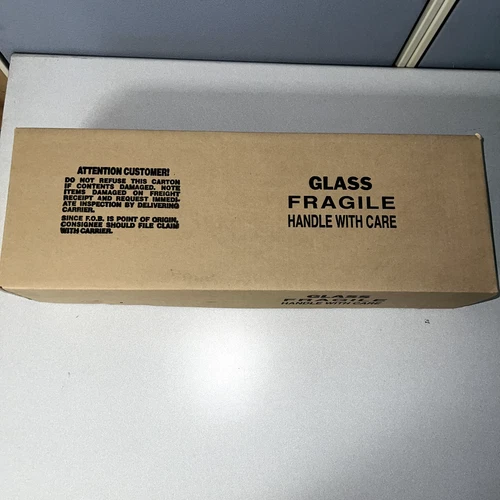 ATTENTION CUSTOMER!
DO NOT REFUSE THIS CARTON
IF CONTENTS DAMAGED. NOTE
ITEMS DAMAGED ON FREIGHT
RECEIPT AND REQUEST IMMEDI-
ATE INSPECTION BY DELIVERING
CARRIER.
SINCE F.O.B. IS POINT OF ORIGIN,
CONSIGNEE SHOULD FILE CLAIM
WITH CARRIER.
GLASS
FRAGILE
HANDLE WITH CARE
GLASS
FRAGILE
HANDLE WITH CARE